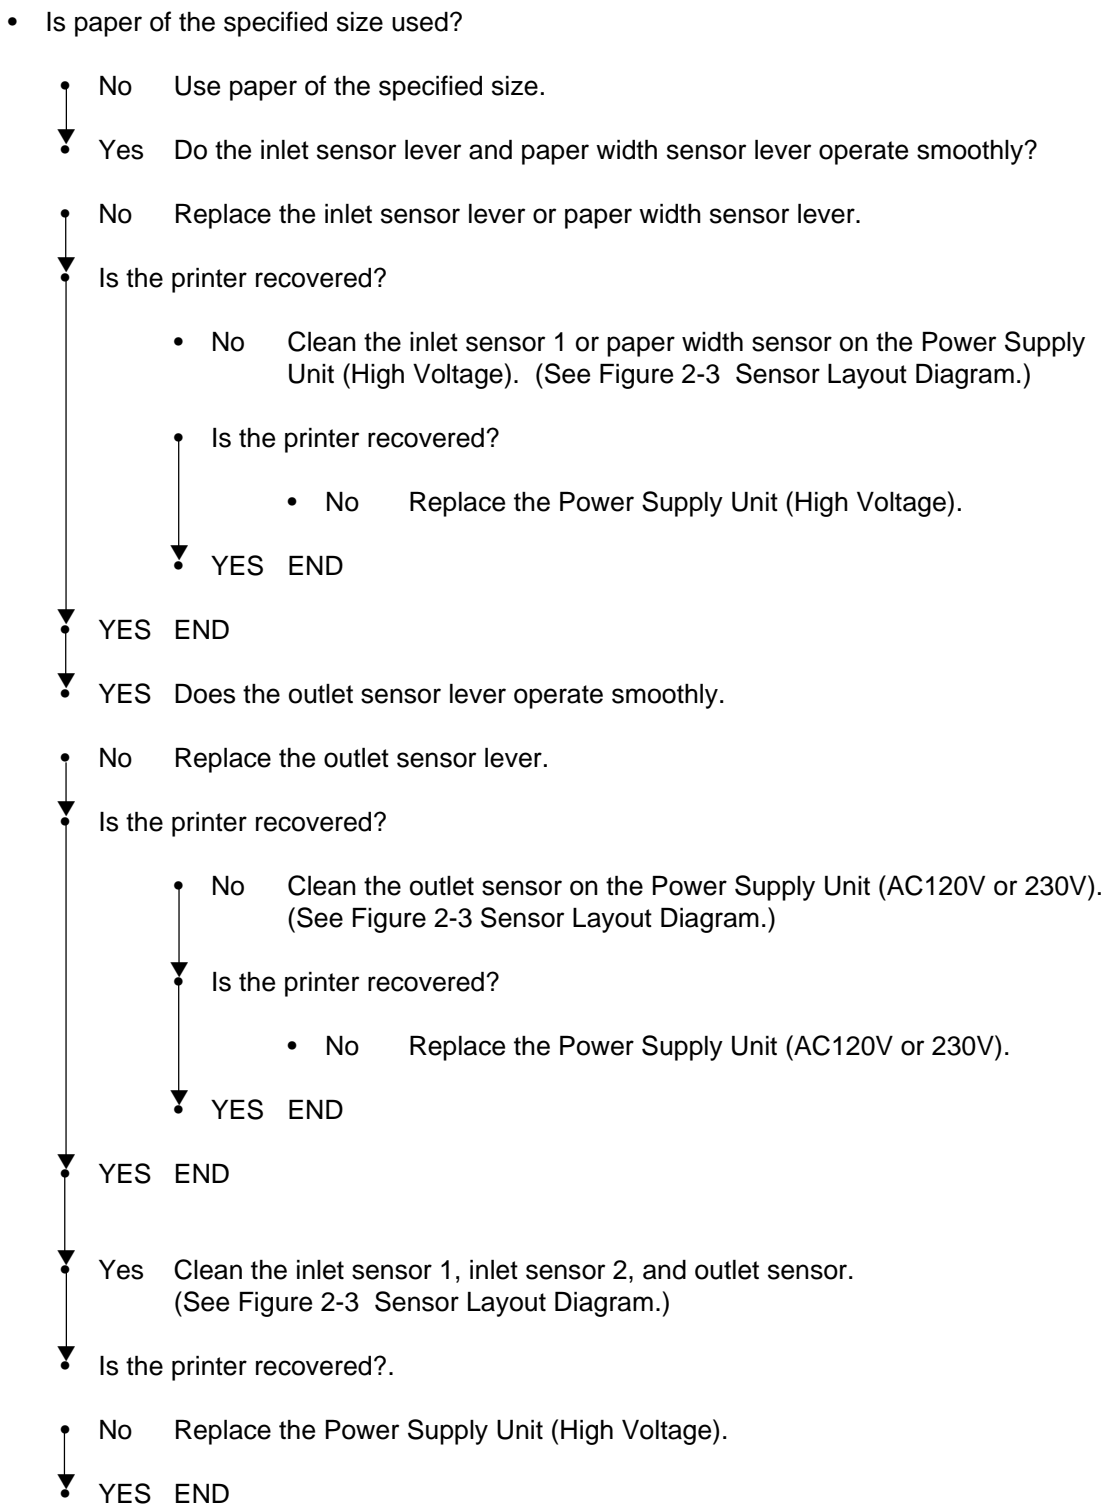 • Is paper of the specified size used?
• No Use paper of the specified size.
• Yes Do the inlet sensor lever and paper width sensor lever operate smoothly?
• No Replace the inlet sensor lever or paper width sensor lever.
• Is the printer recovered?
• No Clean the inlet sensor 1 or paper width sensor on the Power Supply
Unit (High Voltage). (See Figure 2-3 Sensor Layout Diagram.)
• Is the printer recovered?
• No Replace the Power Supply Unit (High Voltage).
• YES END
• YES END
• YES Does the outlet sensor lever operate smoothly.
• No Replace the outlet sensor lever.
• Is the printer recovered?
• No Clean the outlet sensor on the Power Supply Unit (AC120V or 230V).
(See Figure 2-3 Sensor Layout Diagram.)
• Is the printer recovered?
• No Replace the Power Supply Unit (AC120V or 230V).
• YES END
• YES END
• Yes Clean the inlet sensor 1, inlet sensor 2, and outlet sensor.
(See Figure 2-3 Sensor Layout Diagram.)
• Is the printer recovered?.
• No Replace the Power Supply Unit (High Voltage).
• YES END